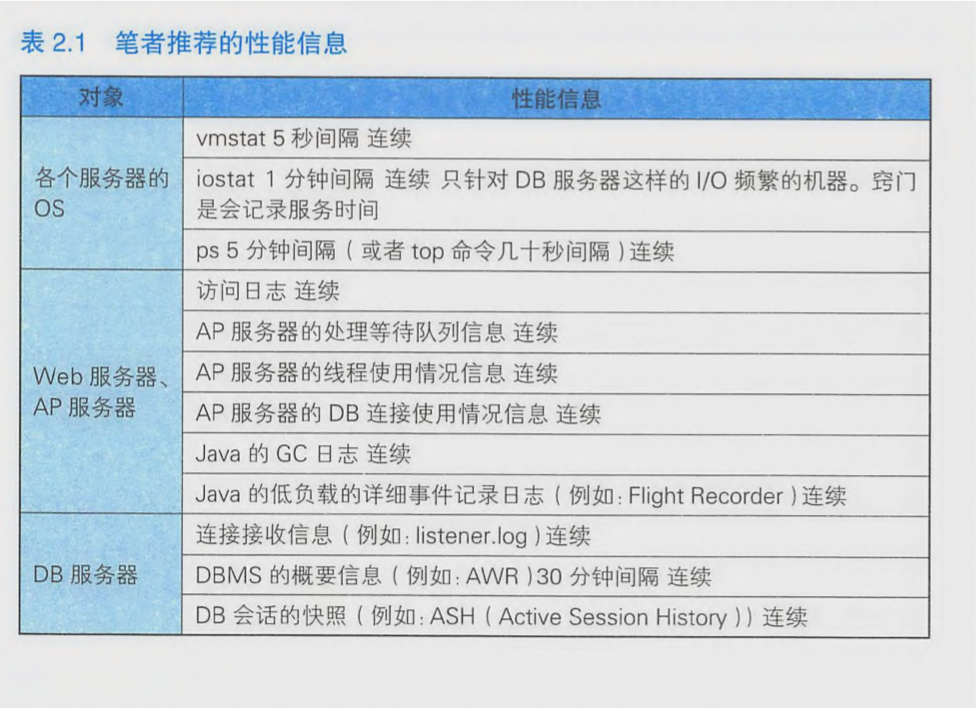 表 2.1 笔者推荐的性能信息
对象 性能信息
各个服务器的
OS
vmstat 5 秒间隔 连续
iostat 1 分钟间隔 连续 只针对 DB 服务器这样的 I/O 频繁的机器。窍门
是会记录服务时间
ps 5 分钟间隔（或者 top 命令几十秒间隔）连续
Web 服务器、
AP 服务器
访问日志 连续
AP 服务器的处理等待队列信息 连续
AP 服务器的线程使用情况信息 连续
AP 服务器的 DB 连接使用情况信息 连续
Java 的 GC 日志 连续
Java 的低负载的详细事件记录日志（例如：Flight Recorder）连续
DB 服务器
连接接收信息（例如：listener.log）连续
DBMS 的概要信息（例如：AWR）30 分钟间隔 连续
DB 会话的快照（例如：ASH（Active Session History））连续